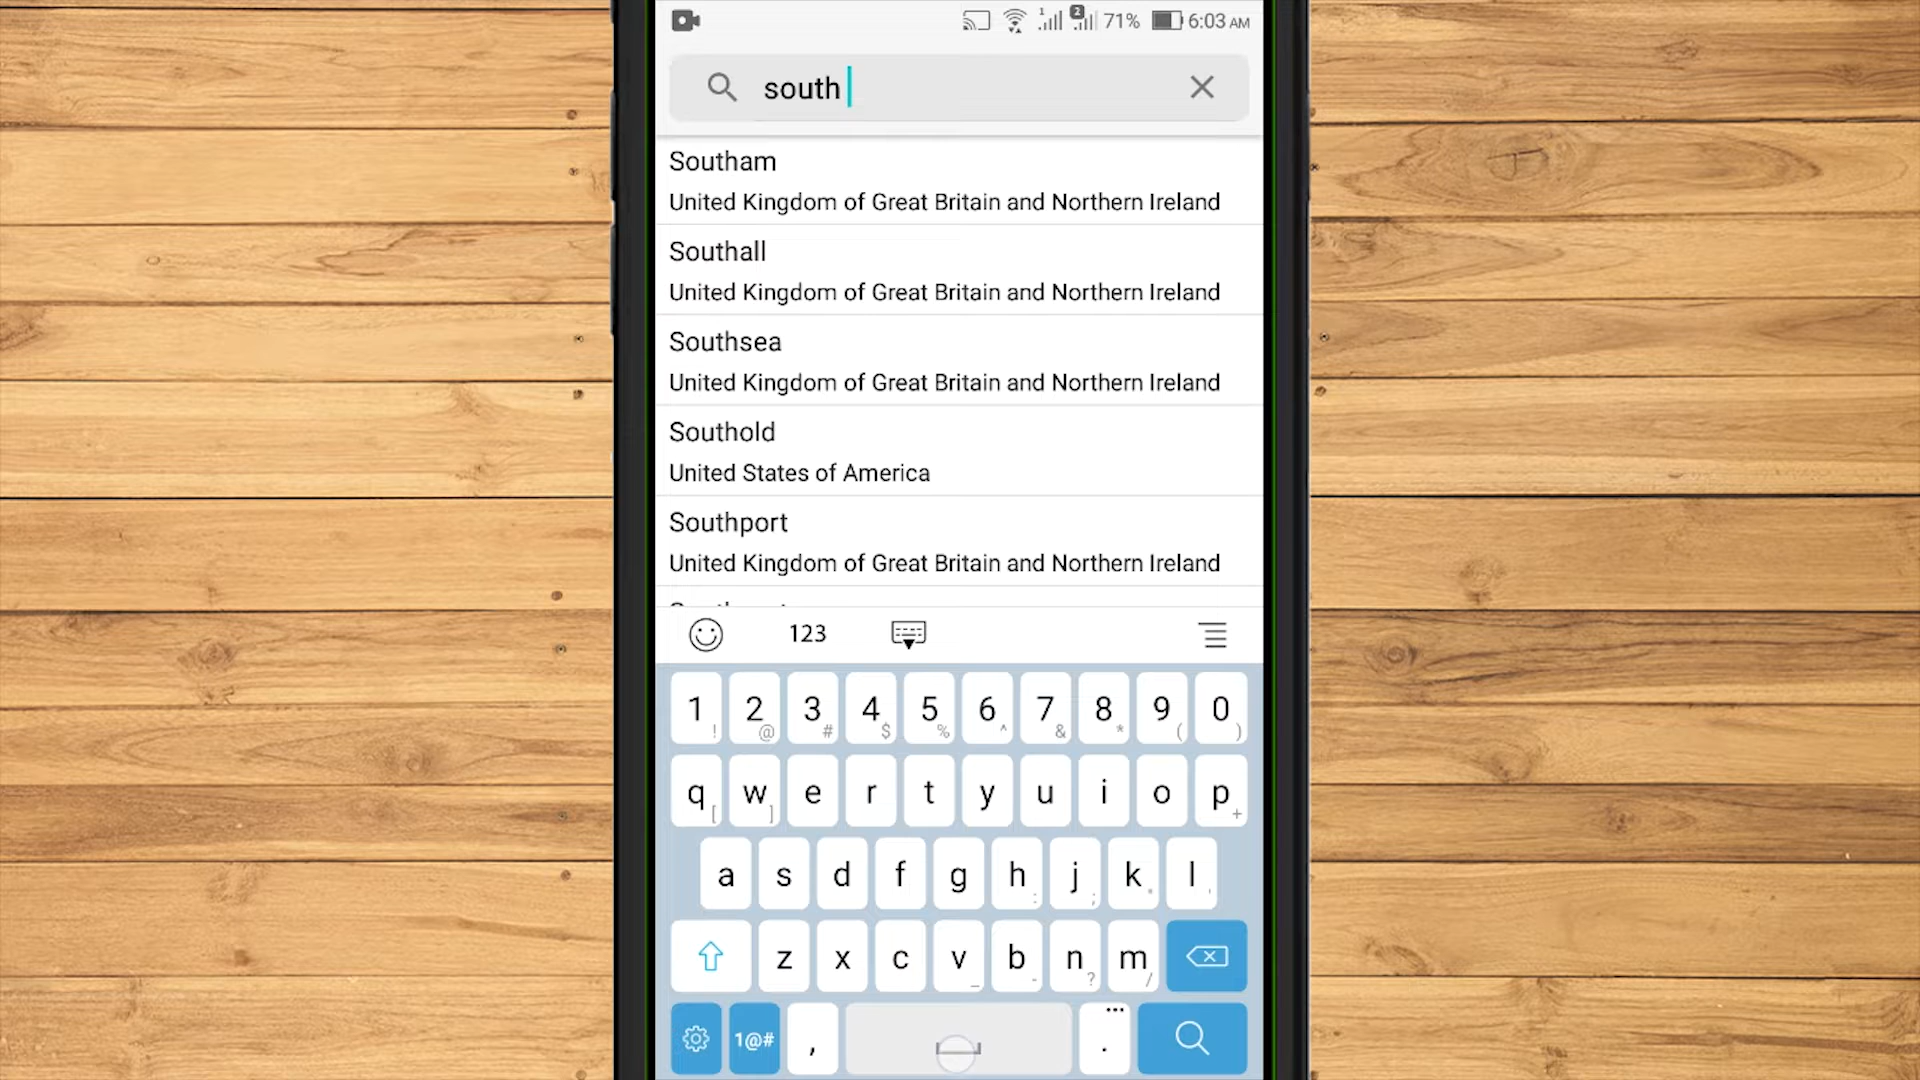 1 2 71% 6:03 AM
south
Southam
United Kingdom of Great Britain and Northern Ireland
Southall
United Kingdom of Great Britain and Northern Ireland
Southsea
United Kingdom of Great Britain and Northern Ireland
Southold
United States of America
Southport
United Kingdom of Great Britain and Northern Ireland
123
1 ! 2 @ 3 # 4 $ 5 % 6 ^ 7 & 8 * 9 ( 0 )
q [ w ] e r t y u i o p +
a s d f g h : j ; k l
z x c v _ b - n ? m /
1@# , . ...